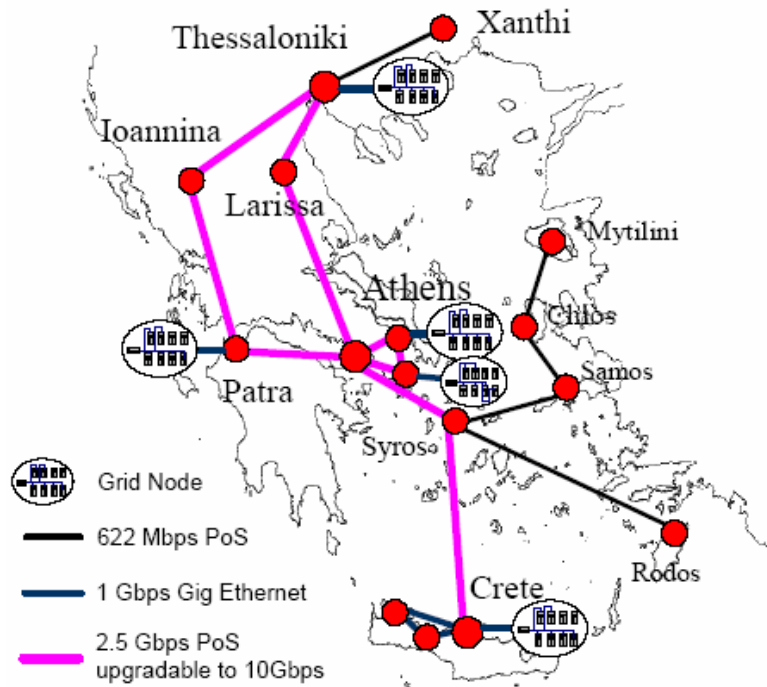 Xanthi
Thessaloniki
Ioannina
Larissa
Mytilini
Athens
Chios
Patra
Samos
Syros
Grid Node
622 Mbps PoS
Rodos
1 Gbps Gig Ethernet
Crete
2.5 Gbps PoS
upgradable to 10Gbps